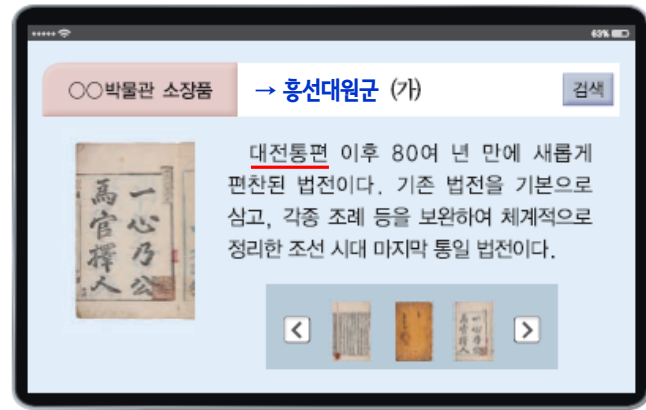 63%
○○박물관 소장품 → 흥선대원군 (가) 검색
대전통편 이후 80여 년 만에 새롭게
편찬된 법전이다. 기존 법전을 기본으로
삼고, 각종 조례 등을 보완하여 체계적으로
정리한 조선 시대 마지막 통일 법전이다.
一心乃公
爲官擇人